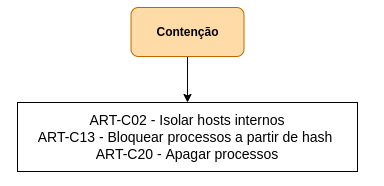 Contenção
ART-C02 - Isolar hosts internos
ART-C13 - Bloquear processos a partir de hash
ART-C20 - Apagar processos